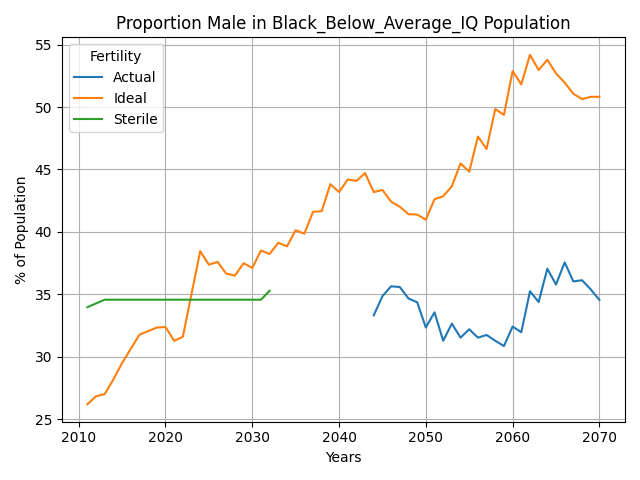 Proportion Male in Black_Below_Average_IQ Population
Fertility
Actual
Ideal
Sterile
% of Population
55
50
45
40
35
30
25
2010 2020 2030 2040 2050 2060 2070
Years